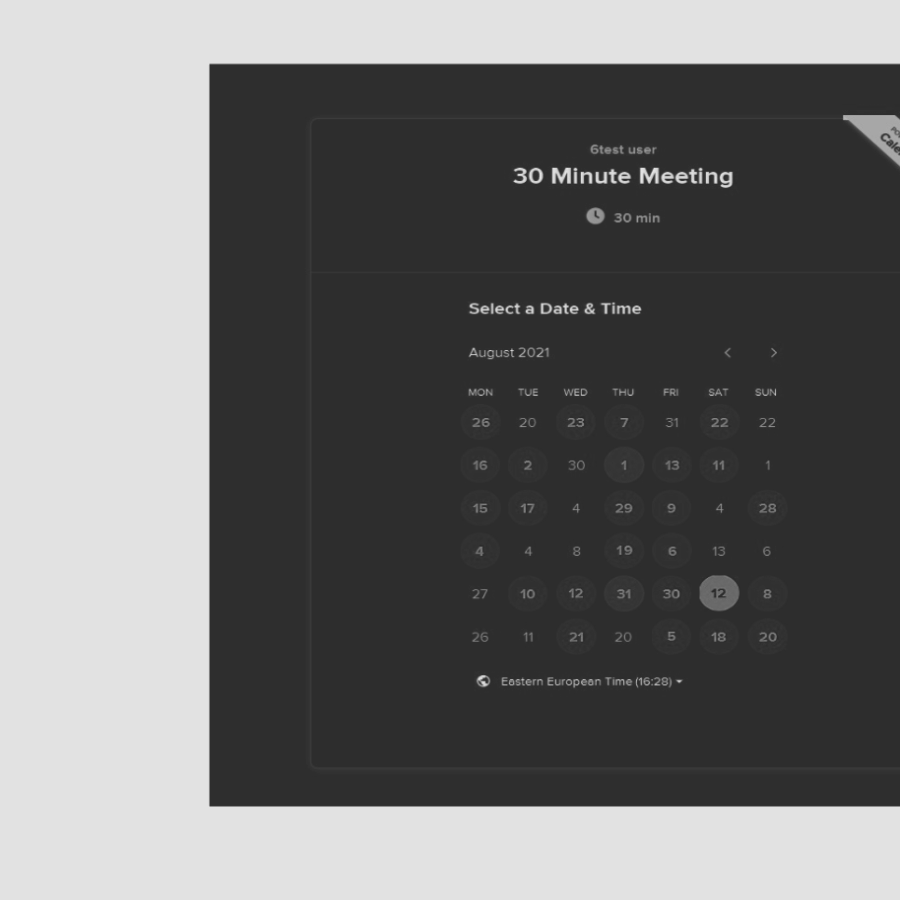 6test user
30 Minute Meeting
30 min
Select a Date & Time
August 2021
MON TUE WED THU FRI SAT SUN
26 20 23 7 31 22 22
16 2 30 1 13 11 1
15 17 4 29 9 4 28
4 4 8 19 6 13 6
27 10 12 31 30 12 8
26 11 21 20 5 18 20
Eastern European Time (16:28)